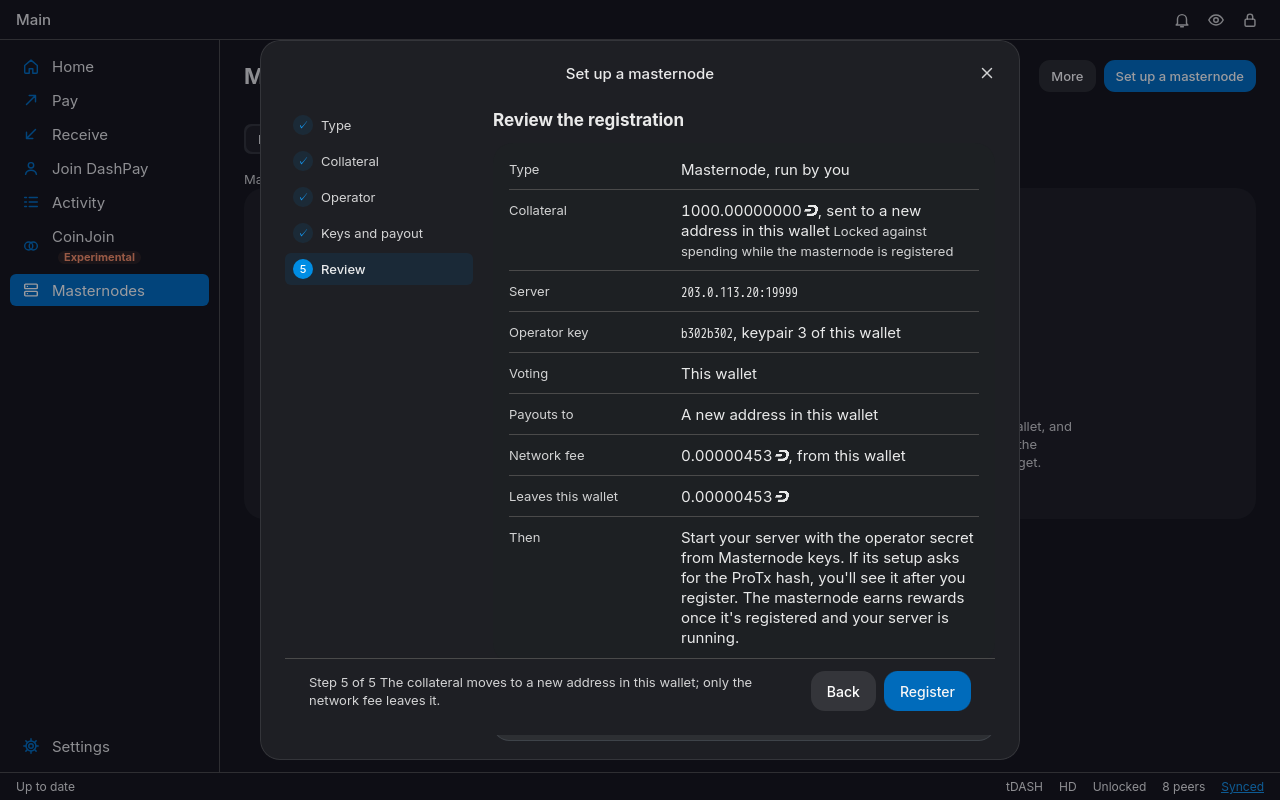 Main
Home
Pay
Receive
Join DashPay
Activity
CoinJoin
Experimental
Masternodes
Settings
More
Set up a masternode
Set up a masternode
Type
Collateral
Operator
Keys and payout
5 Review
Review the registration
Type Masternode, run by you
Collateral 1000.00000000, sent to a new
address in this wallet Locked against
spending while the masternode is registered
Server 203.0.113.20:19999
Operator key b302b302, keypair 3 of this wallet
Voting This wallet
Payouts to A new address in this wallet
Network fee 0.00000453, from this wallet
Leaves this wallet 0.00000453
Then Start your server with the operator secret
from Masternode keys. If its setup asks
for the ProTx hash, you'll see it after you
register. The masternode earns rewards
once it's registered and your server is
running.
Step 5 of 5 The collateral moves to a new address in this wallet; only the
network fee leaves it.
Back
Register
and
Up to date
tDASH HD Unlocked 8 peers Synced